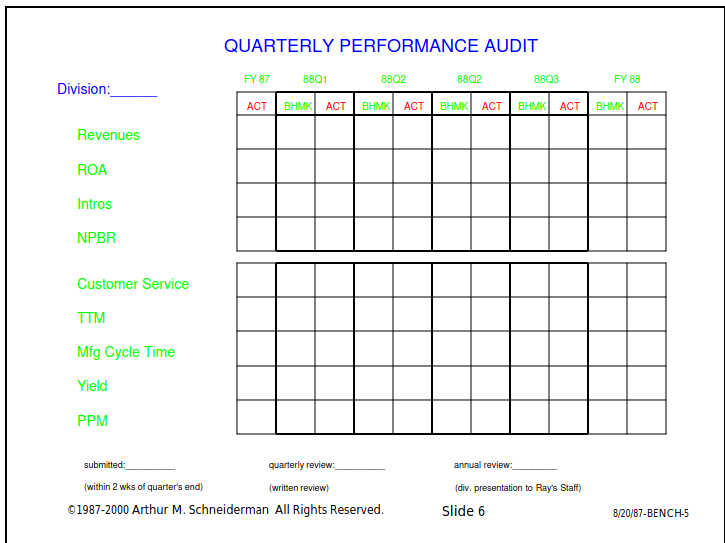 QUARTERLY PERFORMANCE AUDIT
FY 87 88Q1 88Q2 88Q2 88Q3 FY 88
Division:______
ACT BHMK ACT BHMK ACT BHMK ACT BHMK ACT BHMK ACT
Revenues
ROA
Intros
NPBR
Customer Service
TTM
Mfg Cycle Time
Yield
PPM
submitted:__________ quarterly review:__________ annual review:_________
(within 2 wks of quarter's end) (written review) (div. presentation to Ray's Staff)
©1987-2000 Arthur M. Schneiderman All Rights Reserved. Slide 6 8/20/87-BENCH-5